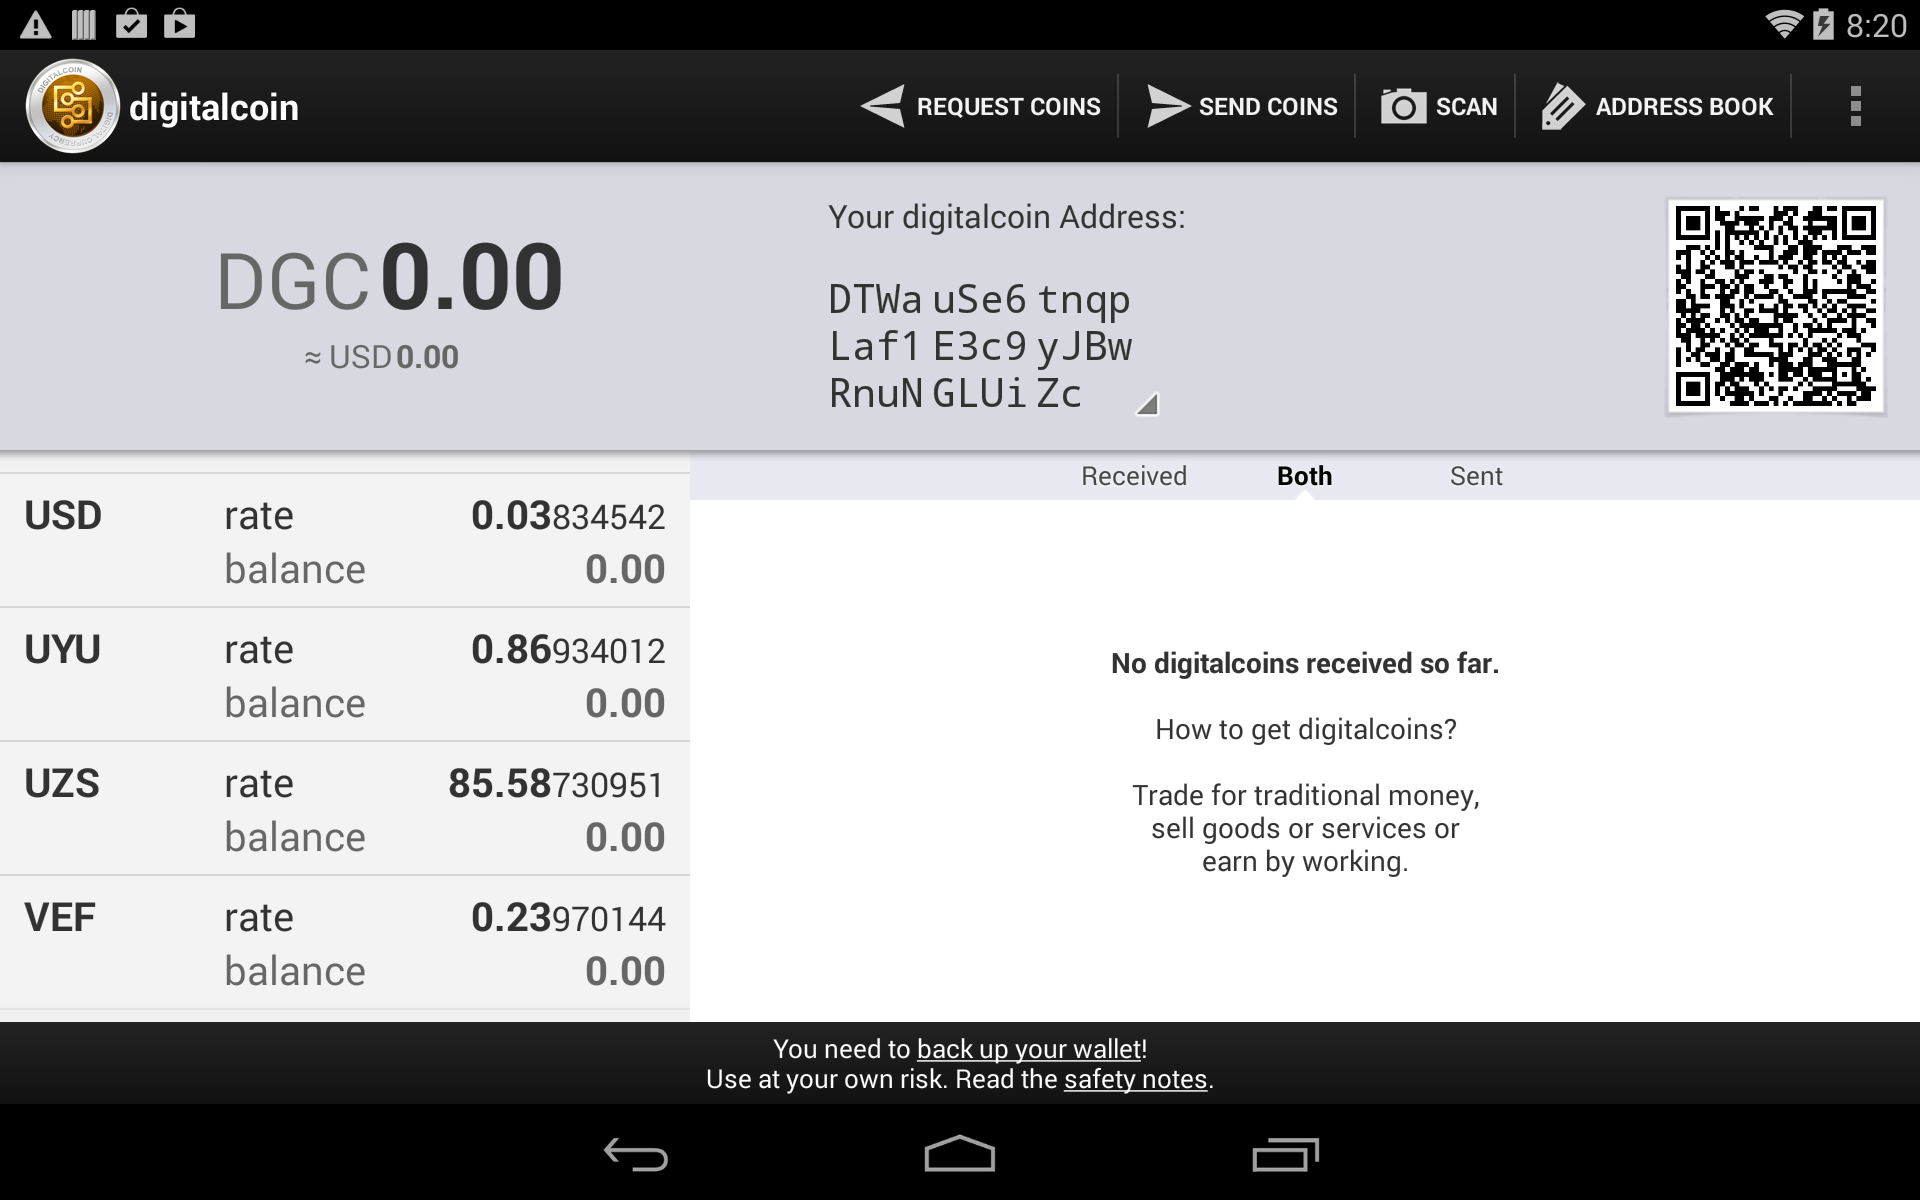 8:20
digitalcoin
REQUEST COINS
SEND COINS
SCAN
ADDRESS BOOK
DGC 0.00
≈ USD 0.00
Your digitalcoin Address:
DTWa uSe6 tnqp
Laf1 E3c9 yJBw
RnuN GLUi Zc
Received Both Sent
USD rate 0.03834542
balance 0.00
UYU rate 0.86934012
balance 0.00
UZS rate 85.58730951
balance 0.00
VEF rate 0.23970144
balance 0.00
No digitalcoins received so far.
How to get digitalcoins?
Trade for traditional money,
sell goods or services or
earn by working.
You need to back up your wallet!
Use at your own risk. Read the safety notes.